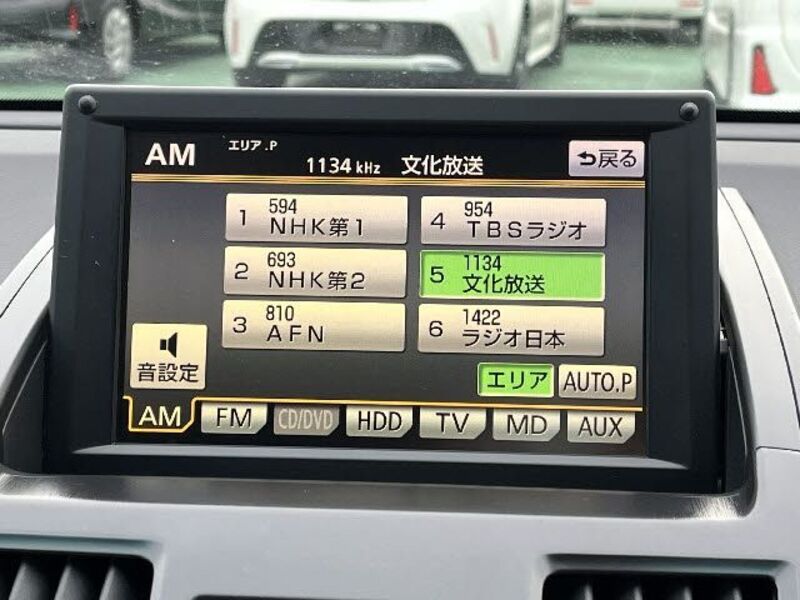 AM エリア.P 1134 kHz 文化放送 戻る
1 594 NHK第1
4 954 TBSラジオ
2 693 NHK第2
5 1134 文化放送
3 810 AFN
6 1422 ラジオ日本
音設定
エリア AUTO.P
AM FM CD/DVD HDD TV MD AUX